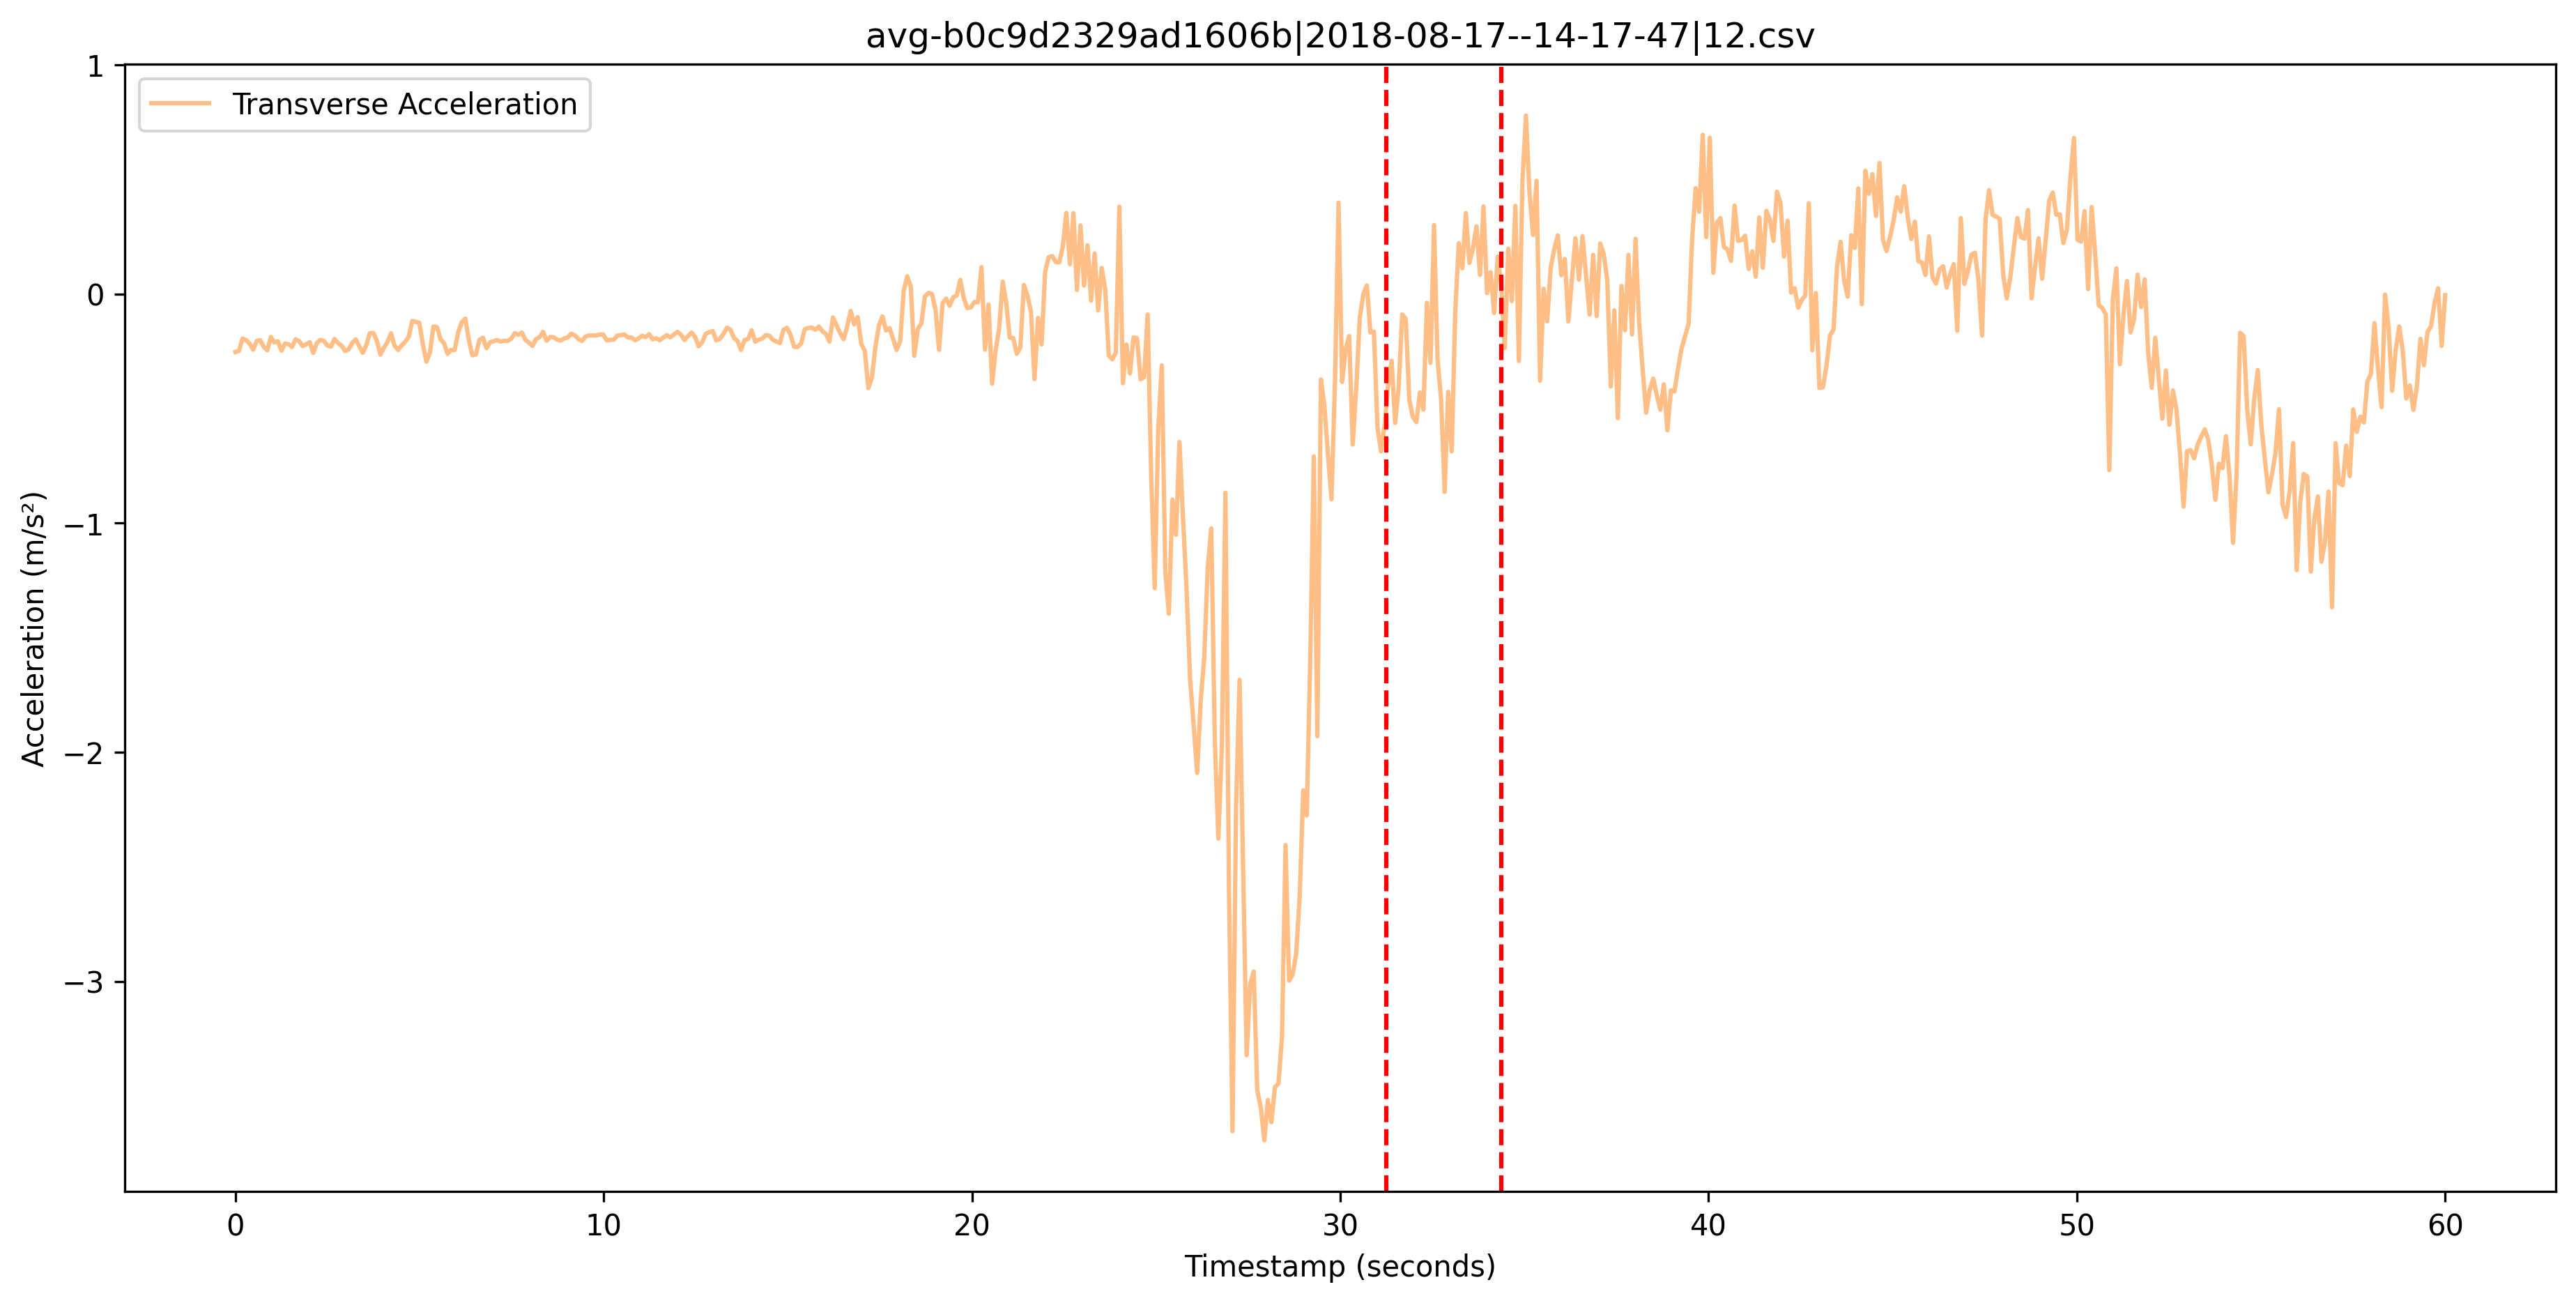 avg-b0c9d2329ad1606b|2018-08-17--14-17-47|12.csv
Transverse Acceleration
Acceleration (m/s²)
1
0
−1
−2
−3
0 10 20 30 40 50 60
Timestamp (seconds)